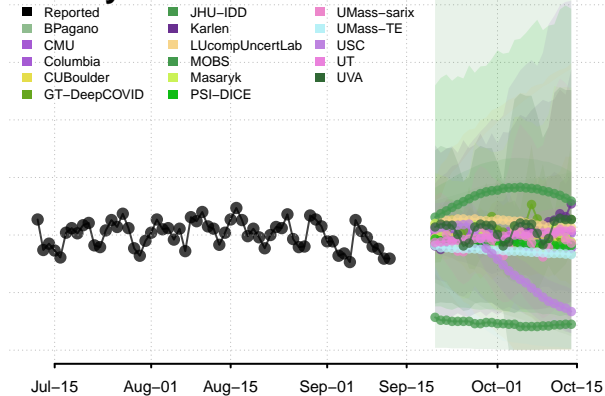 Reported
BPagano
CMU
Columbia
CUBoulder
GT−DeepCOVID
JHU−IDD
Karlen
LUcompUncertLab
MOBS
Masaryk
PSI−DICE
UMass−sarix
UMass−TE
USC
UT
UVA
Jul−15
Aug−01
Aug−15
Sep−01
Sep−15
Oct−01
Oct−15